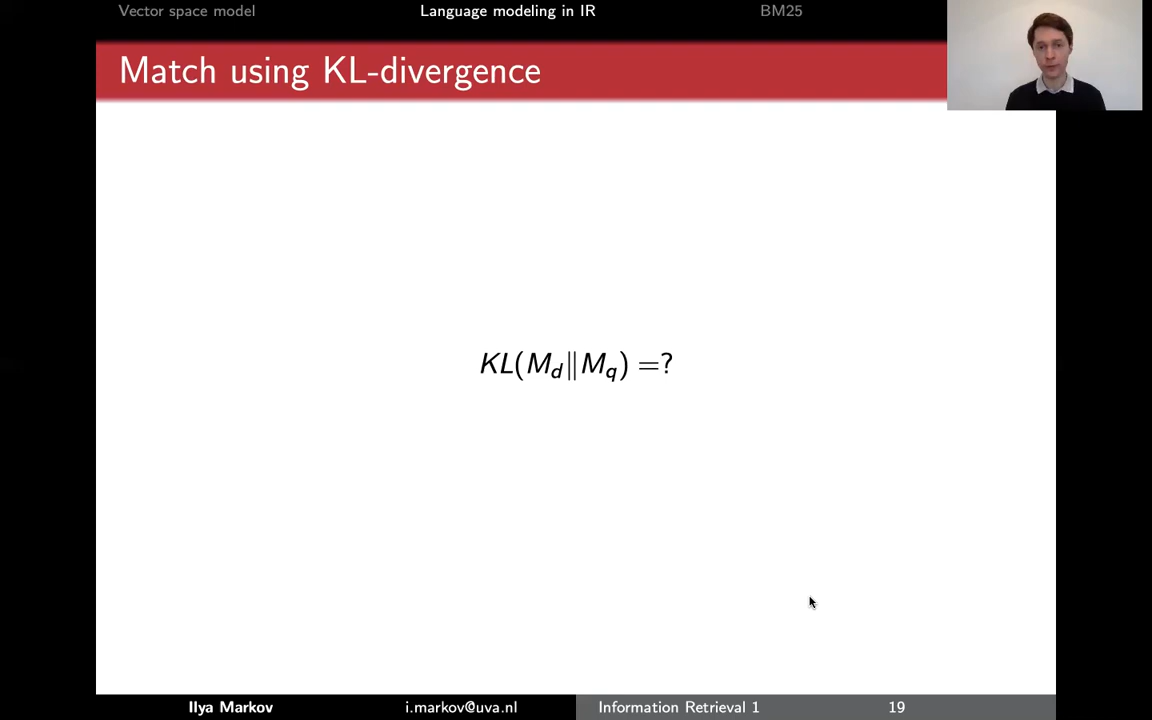 Vector space model Language modeling in IR BM25
Match using KL-divergence
KL(M_d‖M_q) =?
Ilya Markov i.markov@uva.nl Information Retrieval 1 19